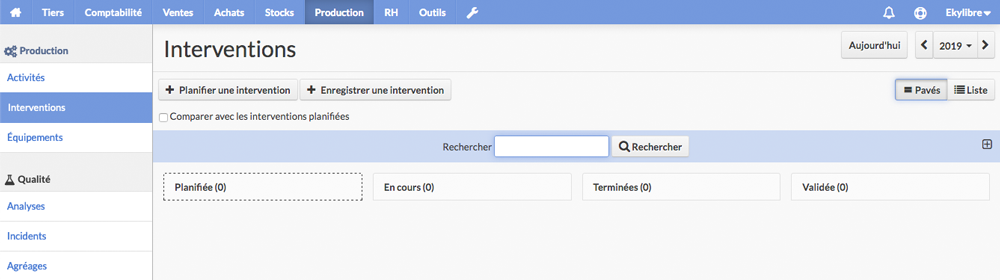 Tiers Comptabilité Ventes Achats Stocks Production RH Outils Ekylibre
Production
Activités
Interventions
Équipements
Qualité
Analyses
Incidents
Agréages
Interventions
Aujourd'hui 2019
Planifier une intervention Enregistrer une intervention Pavés Liste
Comparer avec les interventions planifiées
Rechercher Rechercher
Planifiée (0) En cours (0) Terminées (0) Validée (0)